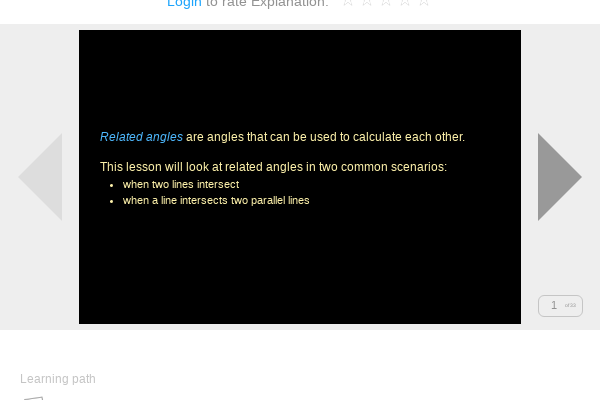 Login to rate Explanation:
Related angles are angles that can be used to calculate each other.
This lesson will look at related angles in two common scenarios:
• when two lines intersect
• when a line intersects two parallel lines
1
Learning path